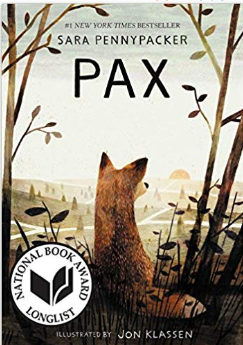 #1 NEW YORK TIMES BESTSELLER
SARA PENNYPACKER
PAX
NATIONAL BOOK AWARD
LONGLIST
ILLUSTRATED BY JON KLASSEN